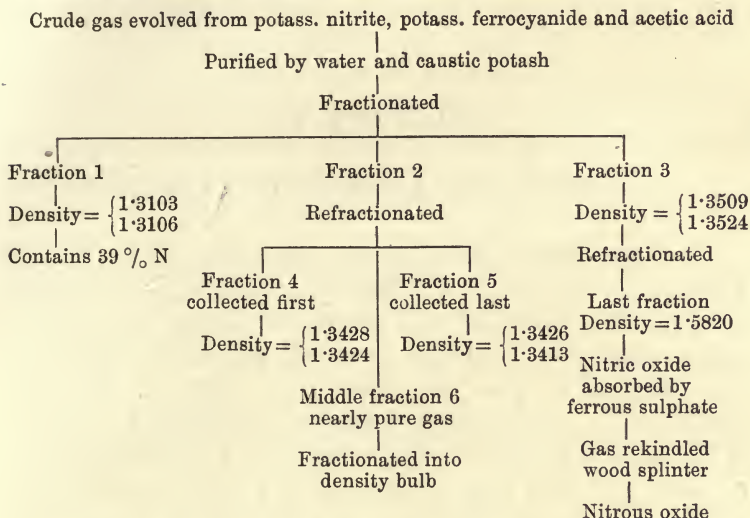 Crude gas evolved from potass. nitrite, potass. ferrocyanide and acetic acid
Purified by water and caustic potash
Fractionated
Fraction 1
Density = { 1·3103
1·3106
Contains 39 % N
Fraction 2
Refractionated
Fraction 4
collected first
Density = { 1·3428
1·3424
Fraction 5
collected last
Density = { 1·3426
1·3413
Middle fraction 6
nearly pure gas
Fractionated into
density bulb
Fraction 3
Density = { 1·3509
1·3524
Refractionated
Last fraction
Density = 1·5820
Nitric oxide
absorbed by
ferrous sulphate
Gas rekindled
wood splinter
Nitrous oxide